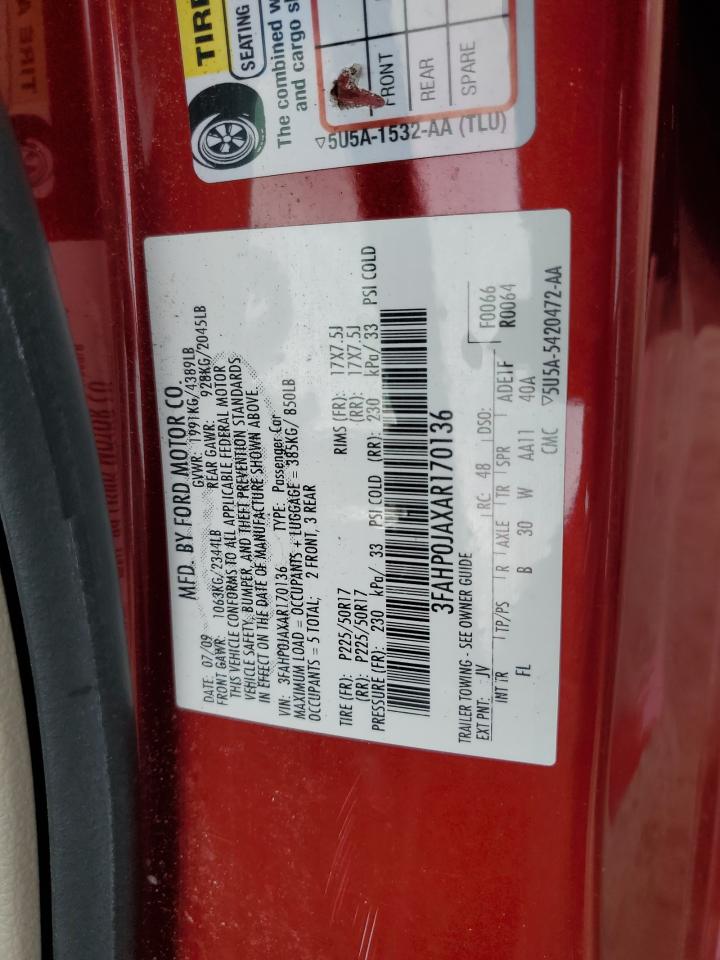 TIRE
SEATING
The combined w
and cargo s
FRONT
REAR
SPARE
▽5U5A-1532-AA (TLU)
MFD. BY FORD MOTOR CO.
DATE: 07/09 GVWR: 1991KG/4389LB
FRONT GAWR: 1063KG/2344LB REAR GAWR: 928KG/2045LB
THIS VEHICLE CONFORMS TO ALL APPLICABLE FEDERAL MOTOR
VEHICLE SAFETY, BUMPER, AND THEFT PREVENTION STANDARDS
IN EFFECT ON THE DATE OF MANUFACTURE SHOWN ABOVE.
VIN: 3FAHP0JAXAR170136 TYPE: Passenger Car
MAXIMUM LOAD = OCCUPANTS + LUGGAGE = 385KG/ 850LB
OCCUPANTS = 5 TOTAL; 2 FRONT, 3 REAR
TIRE (FR): P225/50R17 RIMS (FR): 17X7.5J
(RR): P225/50R17 (RR): 17X7.5J
PRESSURE (FR): 230 kPa/ 33 PSI COLD (RR): 230 kPa/ 33 PSI COLD
3FAHP0JAXAR170136
TRAILER TOWING - SEE OWNER GUIDE F0066
EXT PNT: JV RC: 48 DSO: R0064
INT TR TP/PS R AXLE TR SPR ADE1F
FL B 30 W AA11 40A
CMC ▽5U5A-5420472-AA